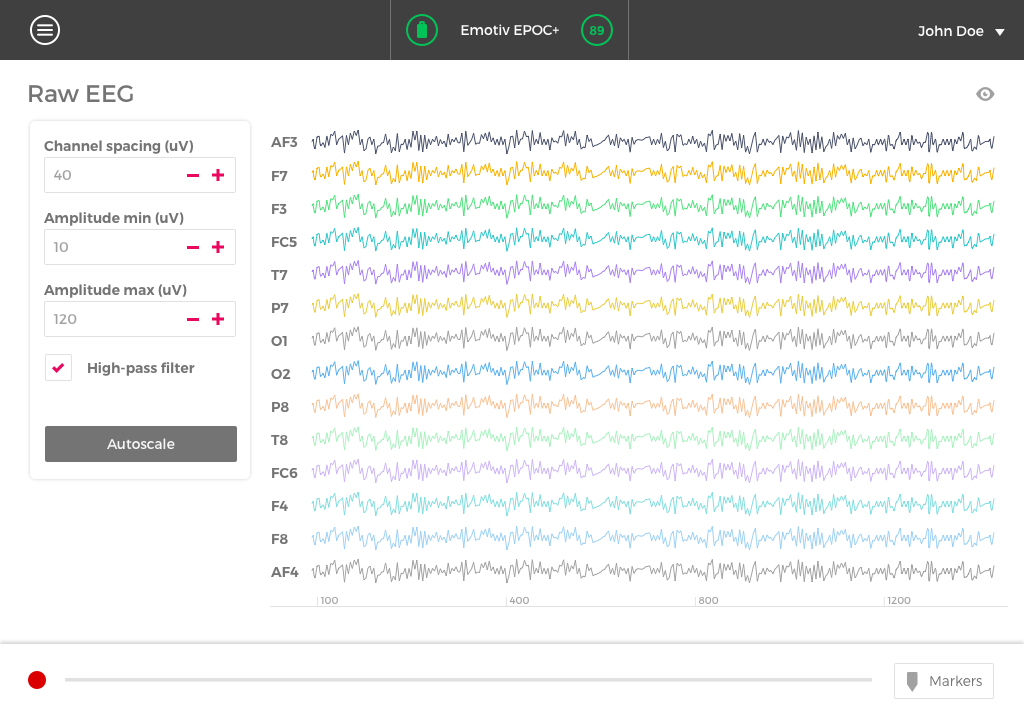 Emotiv EPOC+
89
John Doe
Raw EEG
Channel spacing (uV)
40
Amplitude min (uV)
10
Amplitude max (uV)
120
High-pass filter
Autoscale
AF3
F7
F3
FC5
T7
P7
O1
O2
P8
T8
FC6
F4
F8
AF4
100 400 800 1200
Markers